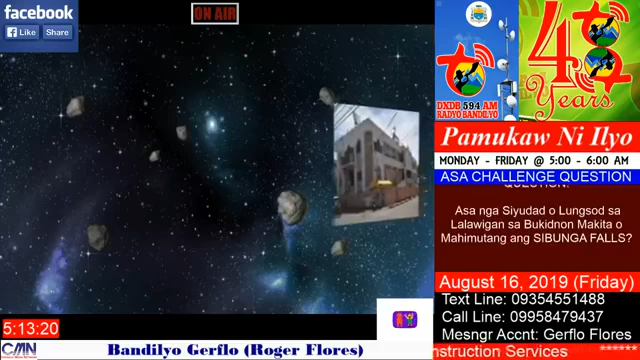 facebook
Like
Share
ON AIR
48
Years
DXDB 594 AM
RADYO BANDILYO
Pamukaw Ni Ilyo
MONDAY - FRIDAY @ 5:00 - 6:00 AM
ASA CHALLENGE QUESTION
QUESTION:
Asa nga Siyudad o Lungsod sa
Lalawigan sa Bukidnon Makita o
Mahimutang ang SIBUNGA FALLS?
August 16, 2019 (Friday)
Text Line: 09354551488
Call Line: 09958479437
Mesngr Accnt: Gerflo Flores
nstruction Services ******
5:13:20
CMN
Bandilyo Gerflo (Roger Flores)